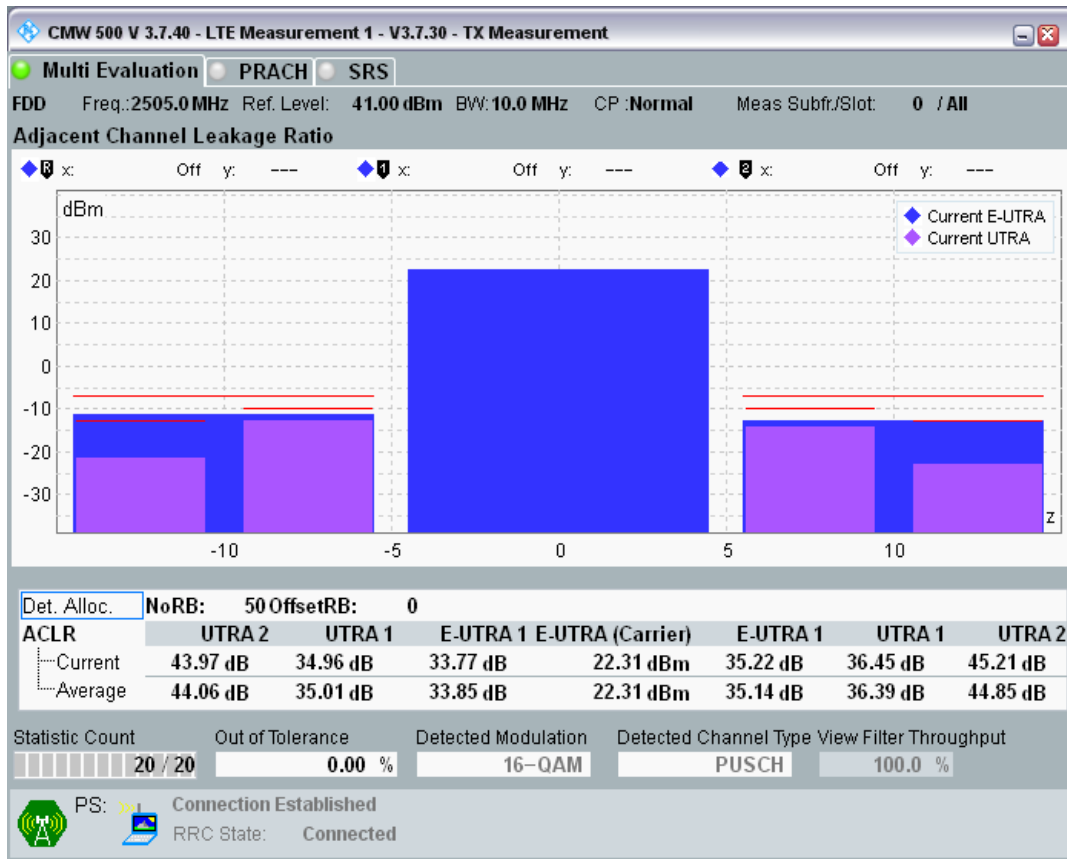 CMW 500 V 3.7.40 - LTE Measurement 1 - V3.7.30 - TX Measurement
Multi Evaluation PRACH SRS
FDD Freq.:2505.0 MHz Ref. Level: 41.00 dBm BW:10.0 MHz CP :Normal Meas Subfr./Slot: 0 / All
Adjacent Channel Leakage Ratio
R x: Off y: --- 1 x: Off y: --- 2 x: Off y: ---
dBm
Current E-UTRA
Current UTRA
30
20
10
0
-10
-20
-30
z
-10 -5 0 5 10
Det. Alloc. NoRB: 50 OffsetRB: 0
ACLR UTRA 2 UTRA 1 E-UTRA 1 E-UTRA (Carrier) E-UTRA 1 UTRA 1 UTRA 2
Current 43.97 dB 34.96 dB 33.77 dB 22.31 dBm 35.22 dB 36.45 dB 45.21 dB
Average 44.06 dB 35.01 dB 33.85 dB 22.31 dBm 35.14 dB 36.39 dB 44.85 dB
Statistic Count Out of Tolerance Detected Modulation Detected Channel Type View Filter Throughput
20 / 20 0.00 % 16-QAM PUSCH 100.0 %
PS: Connection Established
RRC State: Connected